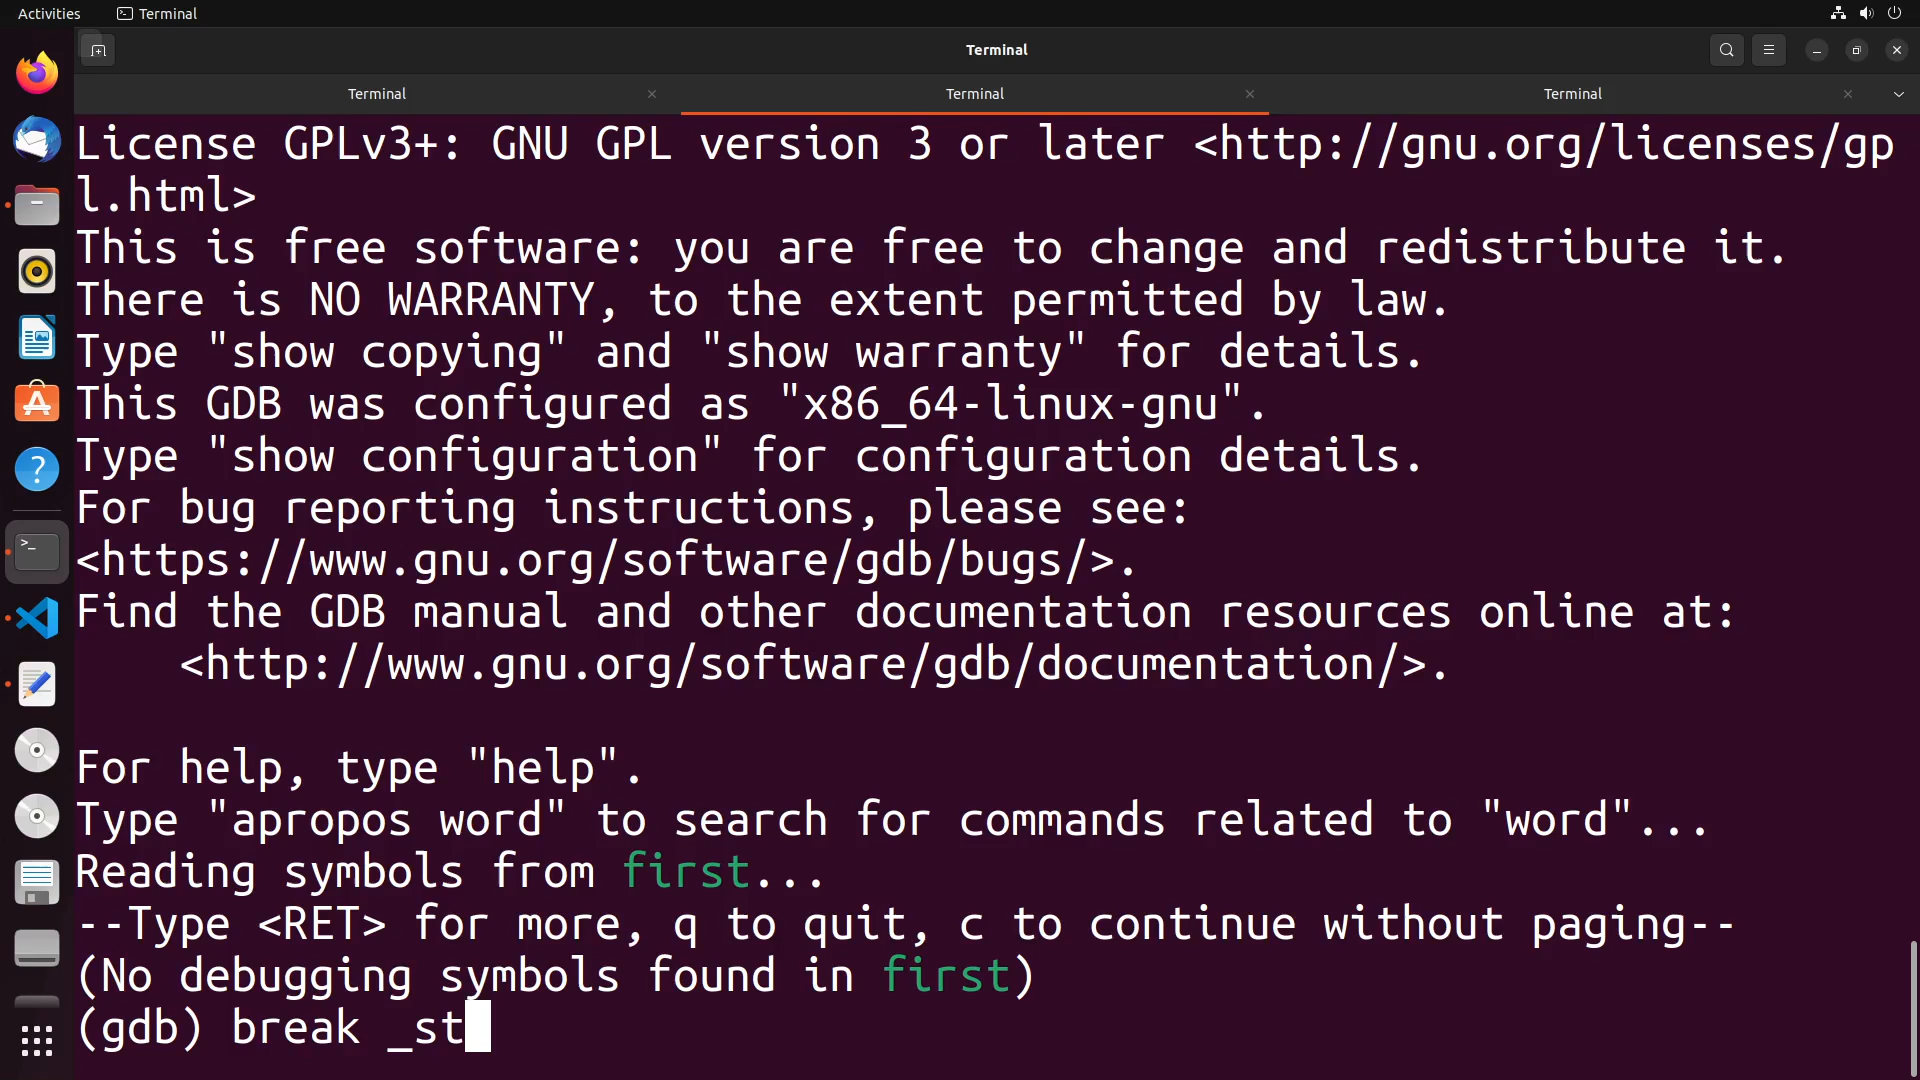 Activities
Terminal
Terminal
Terminal
Terminal
Terminal
License GPLv3+: GNU GPL version 3 or later <http://gnu.org/licenses/gp
l.html>
This is free software: you are free to change and redistribute it.
There is NO WARRANTY, to the extent permitted by law.
Type "show copying" and "show warranty" for details.
This GDB was configured as "x86_64-linux-gnu".
Type "show configuration" for configuration details.
For bug reporting instructions, please see:
<https://www.gnu.org/software/gdb/bugs/>.
Find the GDB manual and other documentation resources online at:
    <http://www.gnu.org/software/gdb/documentation/>.

For help, type "help".
Type "apropos word" to search for commands related to "word"...
Reading symbols from first...
--Type <RET> for more, q to quit, c to continue without paging--
(No debugging symbols found in first)
(gdb) break _st